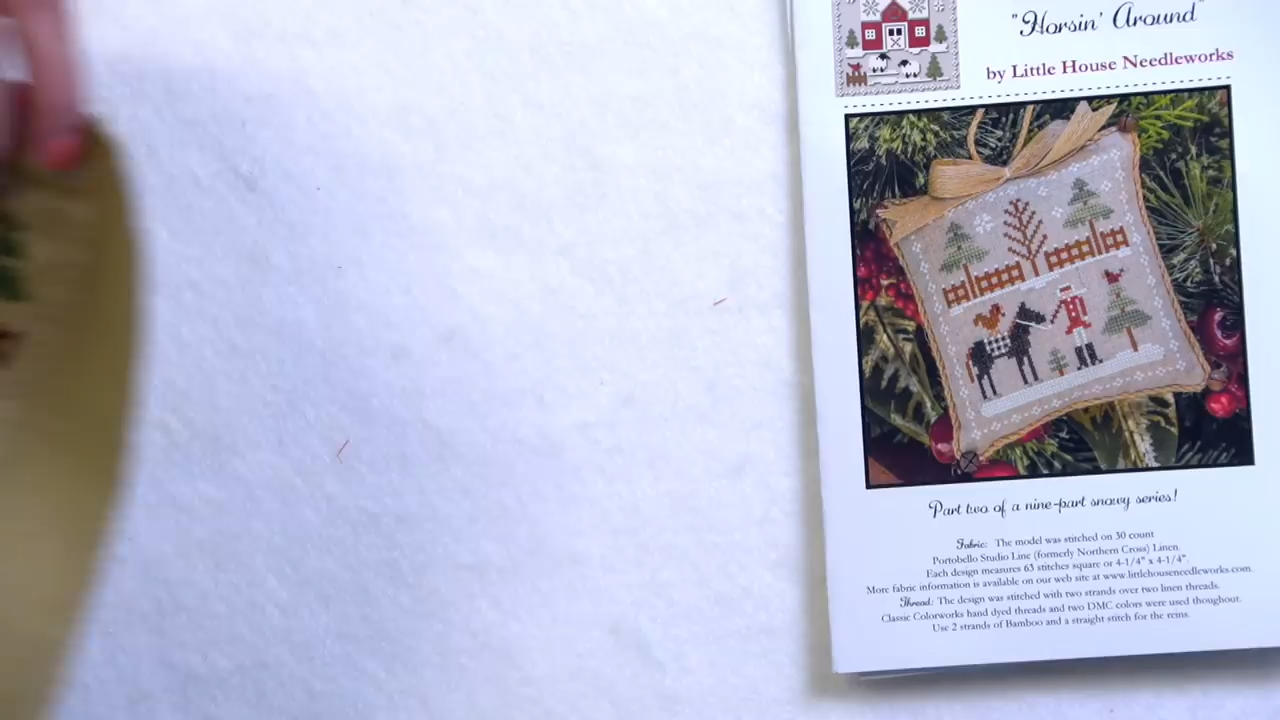 "Horsin' Around"
by Little House Needleworks
Part two of a nine-part snowy series!
Fabric: The model was stitched on 30 count
Portobello Studio Line (formerly Northern Cross) Linen.
Each design measures 63 stitches square or 4-1/4" x 4-1/4".
More fabric information is available on our web site at www.littlehouseneedleworks.com.
Thread: The design was stitched with two strands over two linen threads.
Classic Colorworks hand dyed threads and two DMC colors were used thoughout.
Use 2 strands of Bamboo and a straight stitch for the reins.